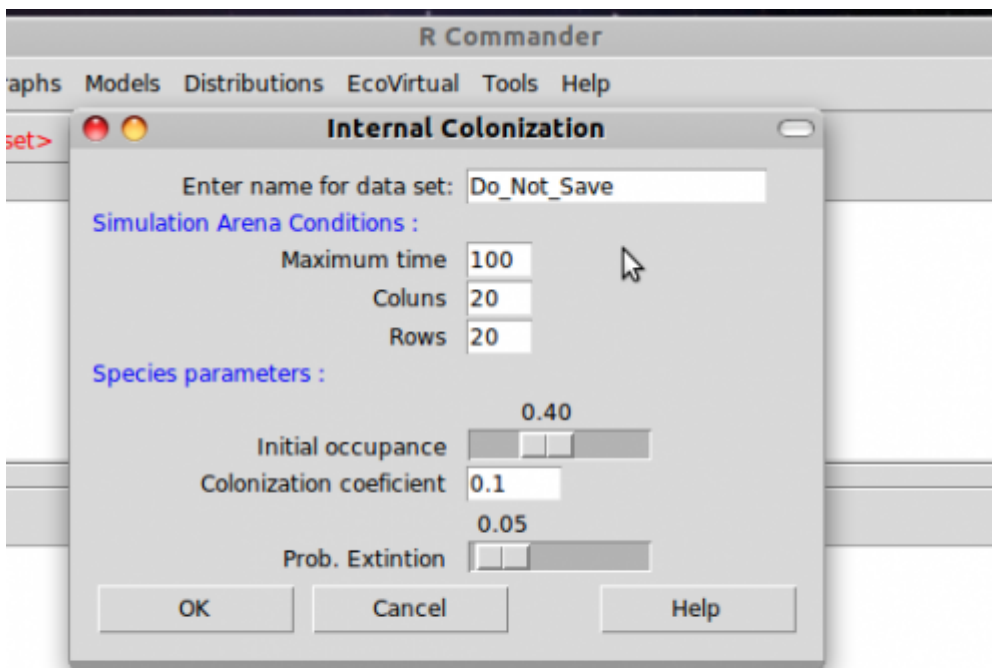 R Commander
raphs Models Distributions EcoVirtual Tools Help
set>
Internal Colonization
Enter name for data set: Do_Not_Save
Simulation Arena Conditions :
Maximum time 100
Coluns 20
Rows 20
Species parameters :
0.40
Initial occupance
Colonization coeficient 0.1
0.05
Prob. Extintion
OK Cancel Help